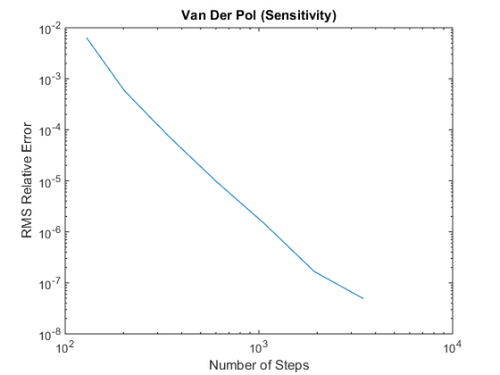 Van Der Pol (Sensitivity)
RMS Relative Error
10^-2
10^-3
10^-4
10^-5
10^-6
10^-7
10^-8
10^2 10^3 10^4
Number of Steps